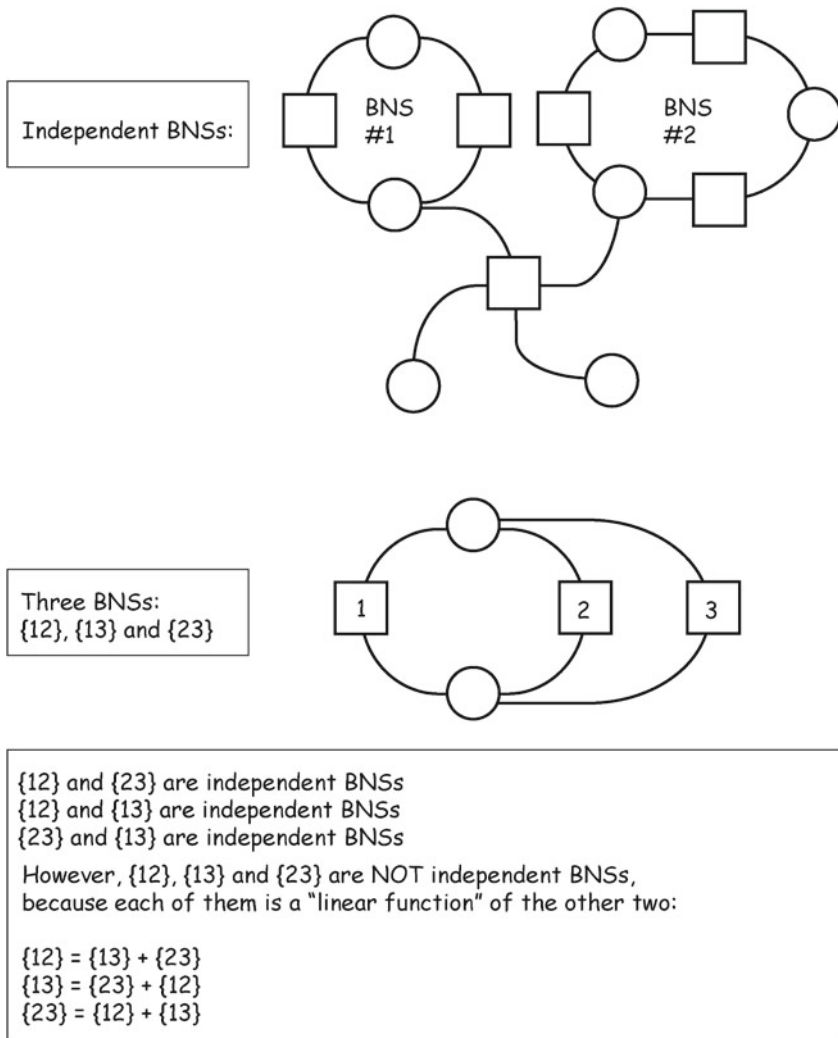 Independent BNSs:
BNS
#1
BNS
#2
Three BNSs:
{12}, {13} and {23}
1
2
3
{12} and {23} are independent BNSs
{12} and {13} are independent BNSs
{23} and {13} are independent BNSs
However, {12}, {13} and {23} are NOT independent BNSs,
because each of them is a “linear function” of the other two:
{12} = {13} + {23}
{13} = {23} + {12}
{23} = {12} + {13}